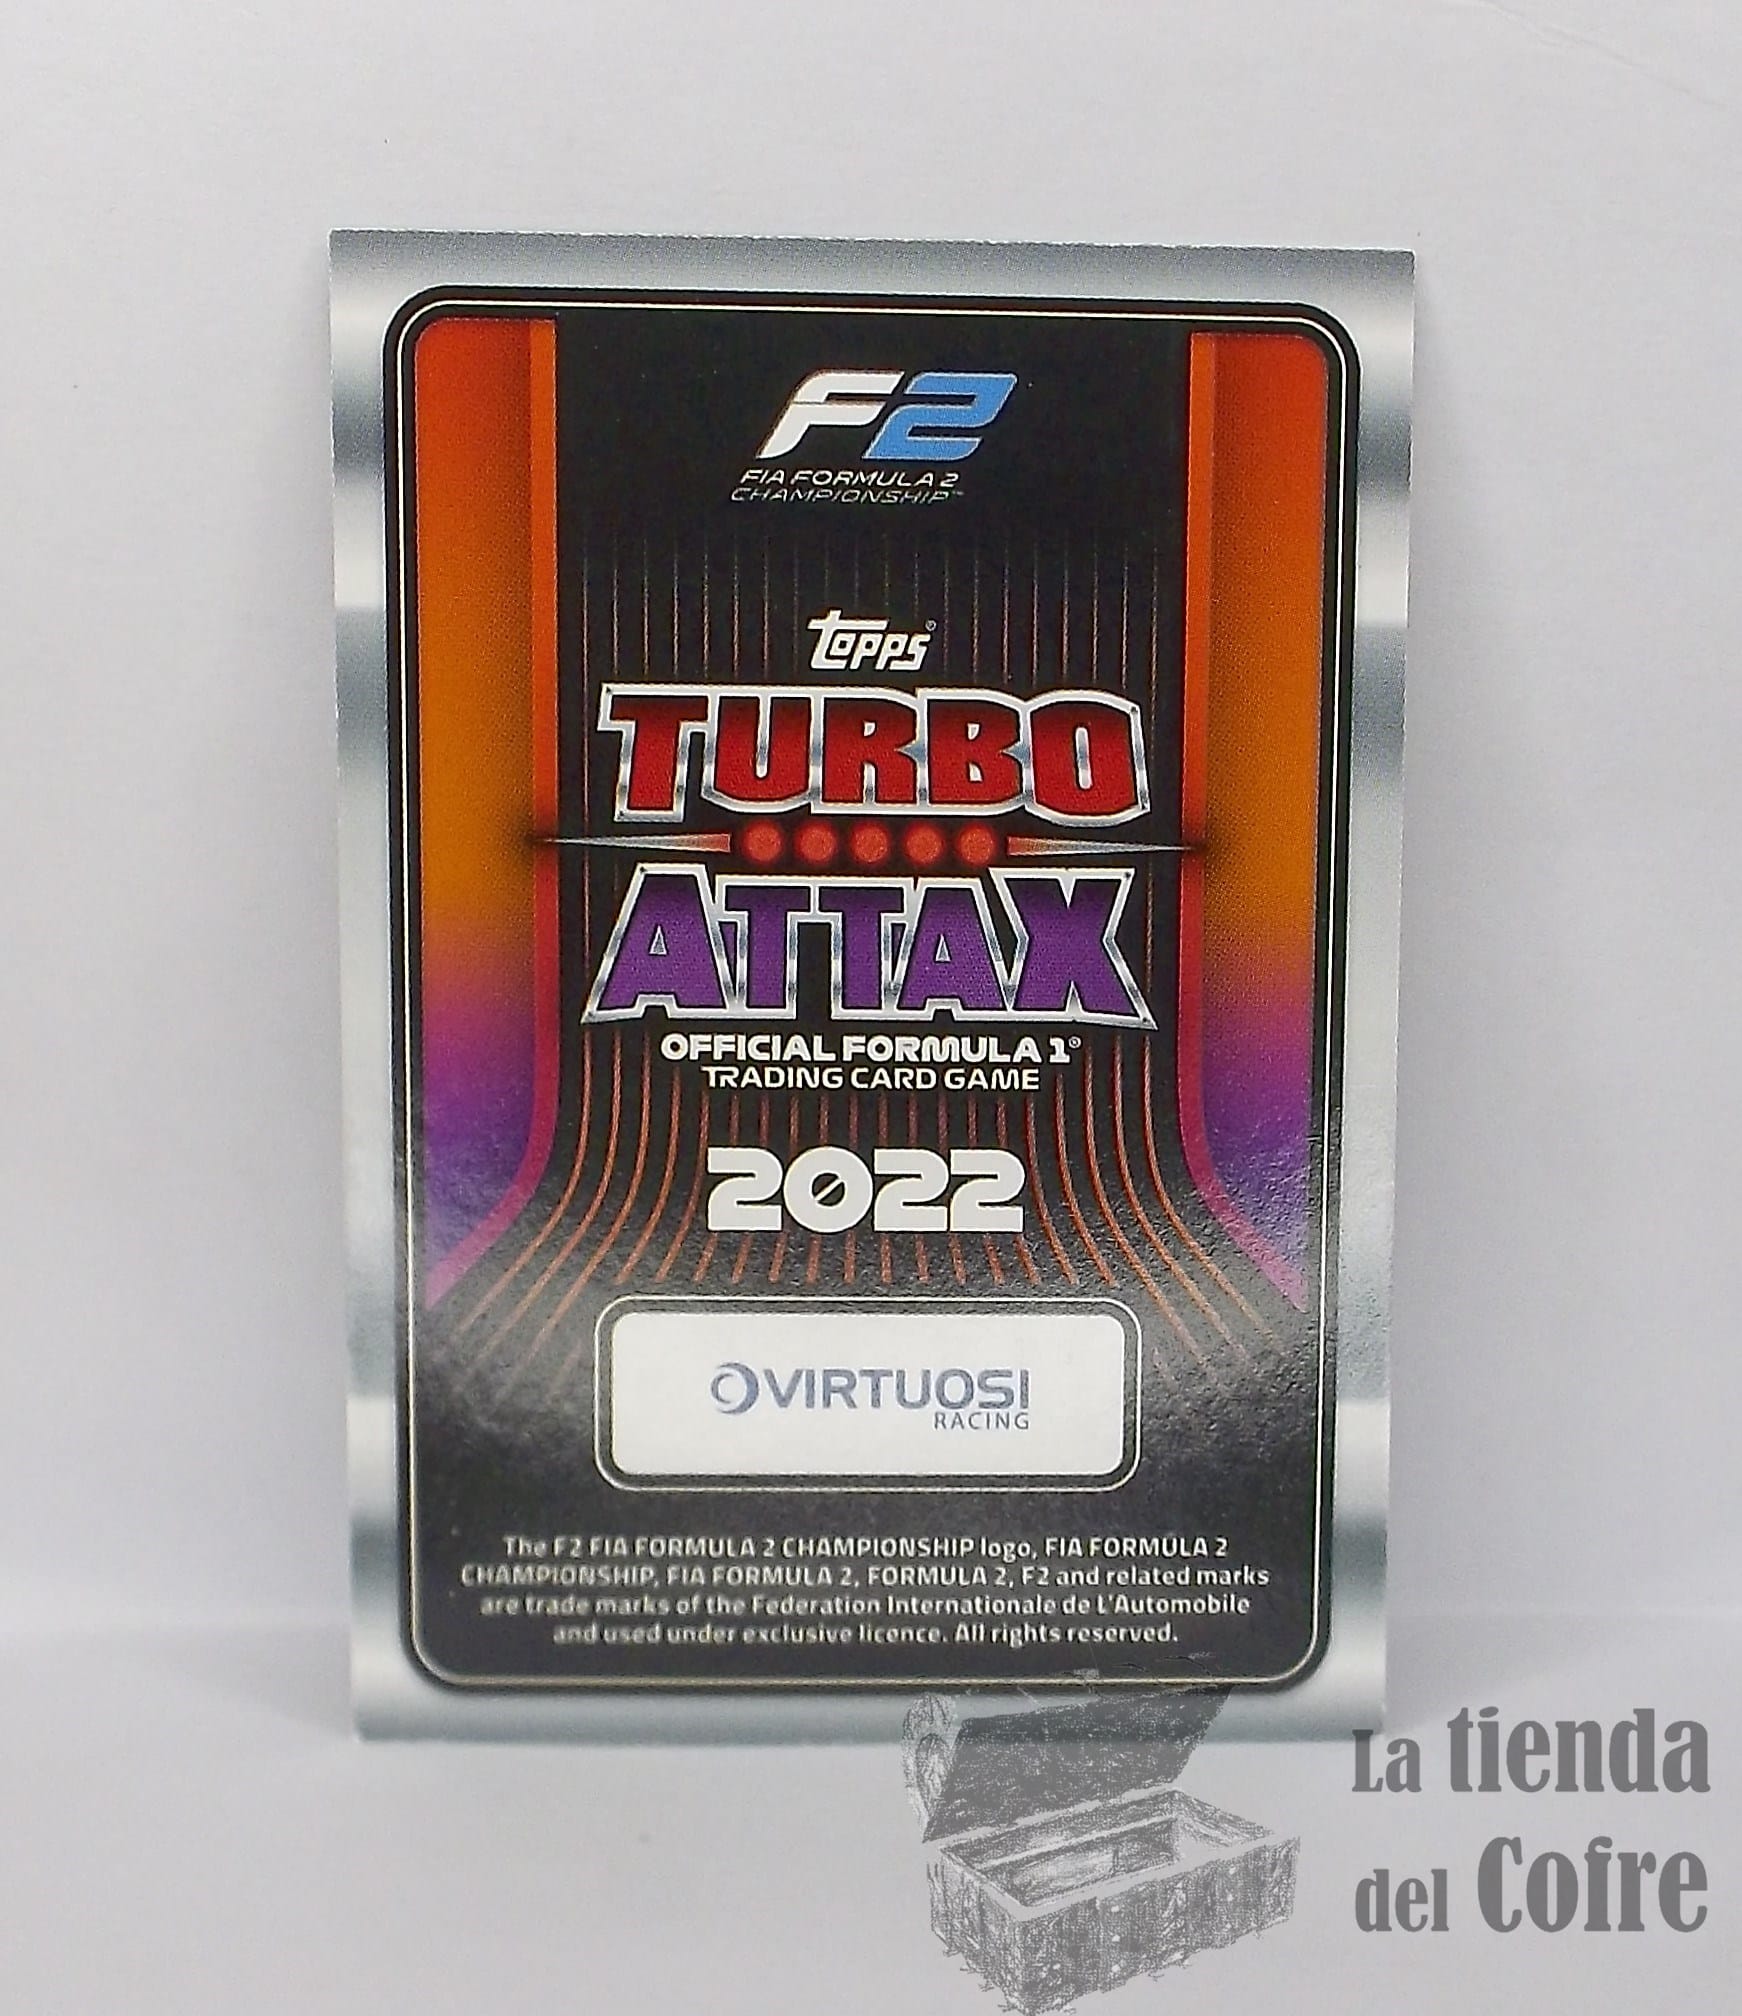 F2
FIA FORMULA 2
CHAMPIONSHIP™
topps®
TURBO
ATTAX
OFFICIAL FORMULA 1®
TRADING CARD GAME
2022
VIRTUOSI
RACING
The F2 FIA FORMULA 2 CHAMPIONSHIP logo, FIA FORMULA 2
CHAMPIONSHIP, FIA FORMULA 2, FORMULA 2, F2 and related marks
are trade marks of the Federation Internationale de L'Automobile
and used under exclusive licence. All rights reserved.
La tienda
del Cofre